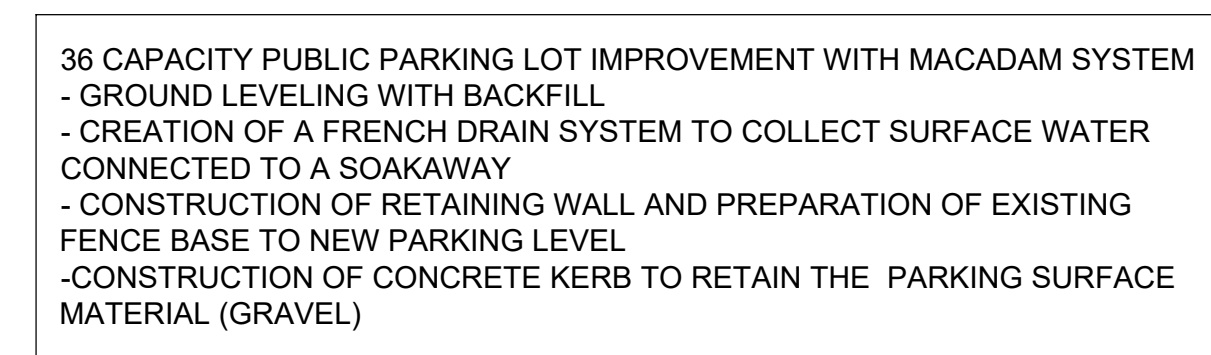 36 CAPACITY PUBLIC PARKING LOT IMPROVEMENT WITH MACADAM SYSTEM
- GROUND LEVELING WITH BACKFILL
- CREATION OF A FRENCH DRAIN SYSTEM TO COLLECT SURFACE WATER
CONNECTED TO A SOAKAWAY
- CONSTRUCTION OF RETAINING WALL AND PREPARATION OF EXISTING
FENCE BASE TO NEW PARKING LEVEL
-CONSTRUCTION OF CONCRETE KERB TO RETAIN THE  PARKING SURFACE
MATERIAL (GRAVEL)